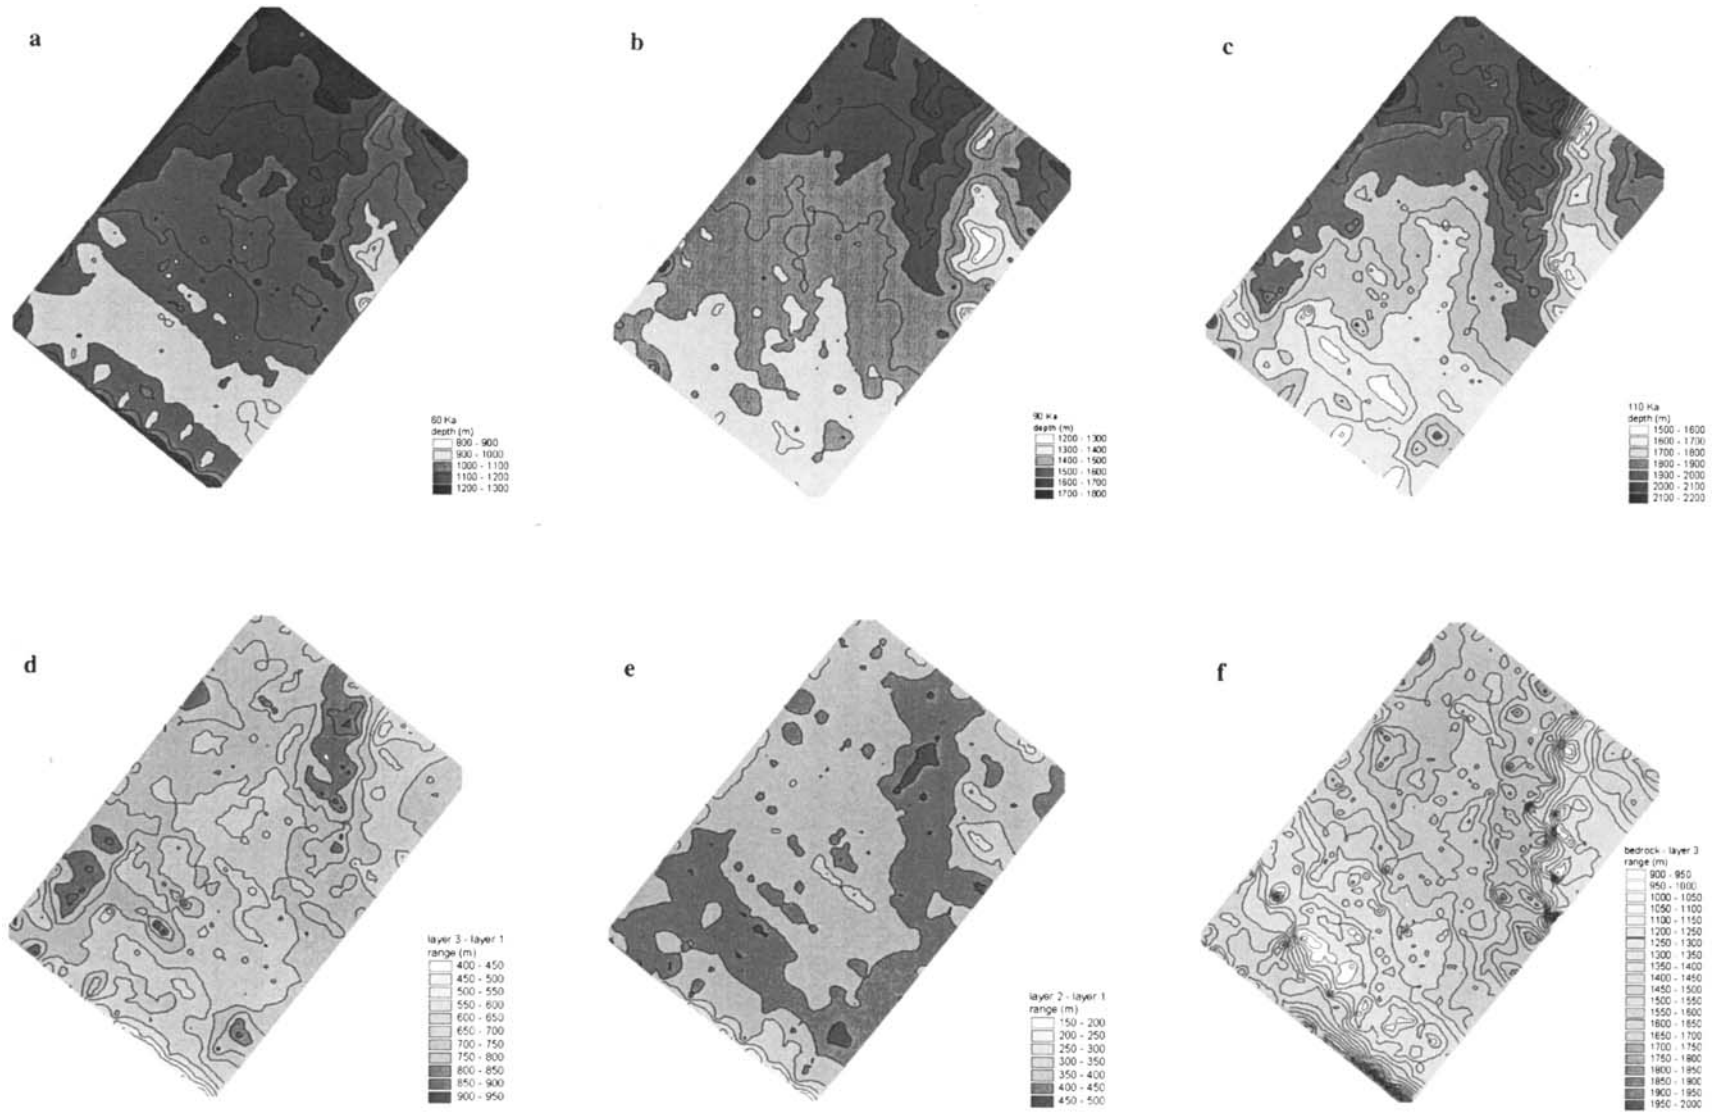 a
b
c
60 Ka
depth (m)
800 - 900
900 - 1000
1000 - 1100
1100 - 1200
1200 - 1300
90 Ka
depth (m)
1200 - 1300
1300 - 1400
1400 - 1500
1500 - 1600
1600 - 1700
1700 - 1800
110 Ka
depth (m)
1500 - 1600
1600 - 1700
1700 - 1800
1800 - 1900
1900 - 2000
2000 - 2100
2100 - 2200
d
e
f
layer 3 - layer 1
range (m)
400 - 450
450 - 500
500 - 550
550 - 600
600 - 650
650 - 700
700 - 750
750 - 800
800 - 850
850 - 900
900 - 950
layer 2 - layer 1
range (m)
150 - 200
200 - 250
250 - 300
300 - 350
350 - 400
400 - 450
450 - 500
bedrock - layer 3
range (m)
900 - 950
950 - 1000
1000 - 1050
1050 - 1100
1100 - 1150
1200 - 1250
1250 - 1300
1300 - 1350
1350 - 1400
1400 - 1450
1450 - 1500
1500 - 1550
1550 - 1600
1600 - 1650
1650 - 1700
1700 - 1750
1750 - 1800
1800 - 1850
1850 - 1900
1900 - 1950
1950 - 2000